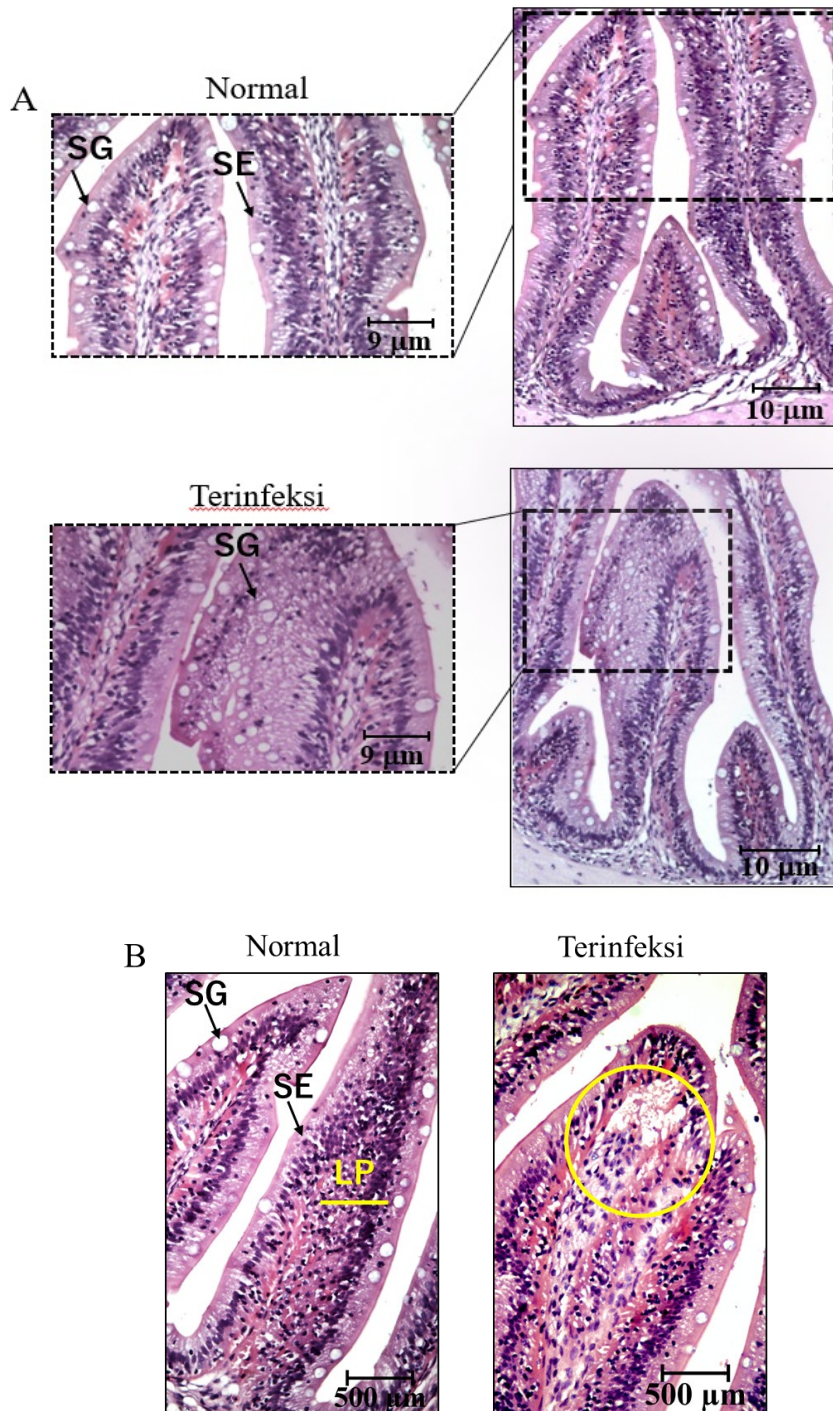 A
Normal
SG
SE
9 µm
10 µm
Terinfeksi
SG
9 µm
10 µm
B
Normal
Terinfeksi
SG
SE
LP
500 µm
500 µm